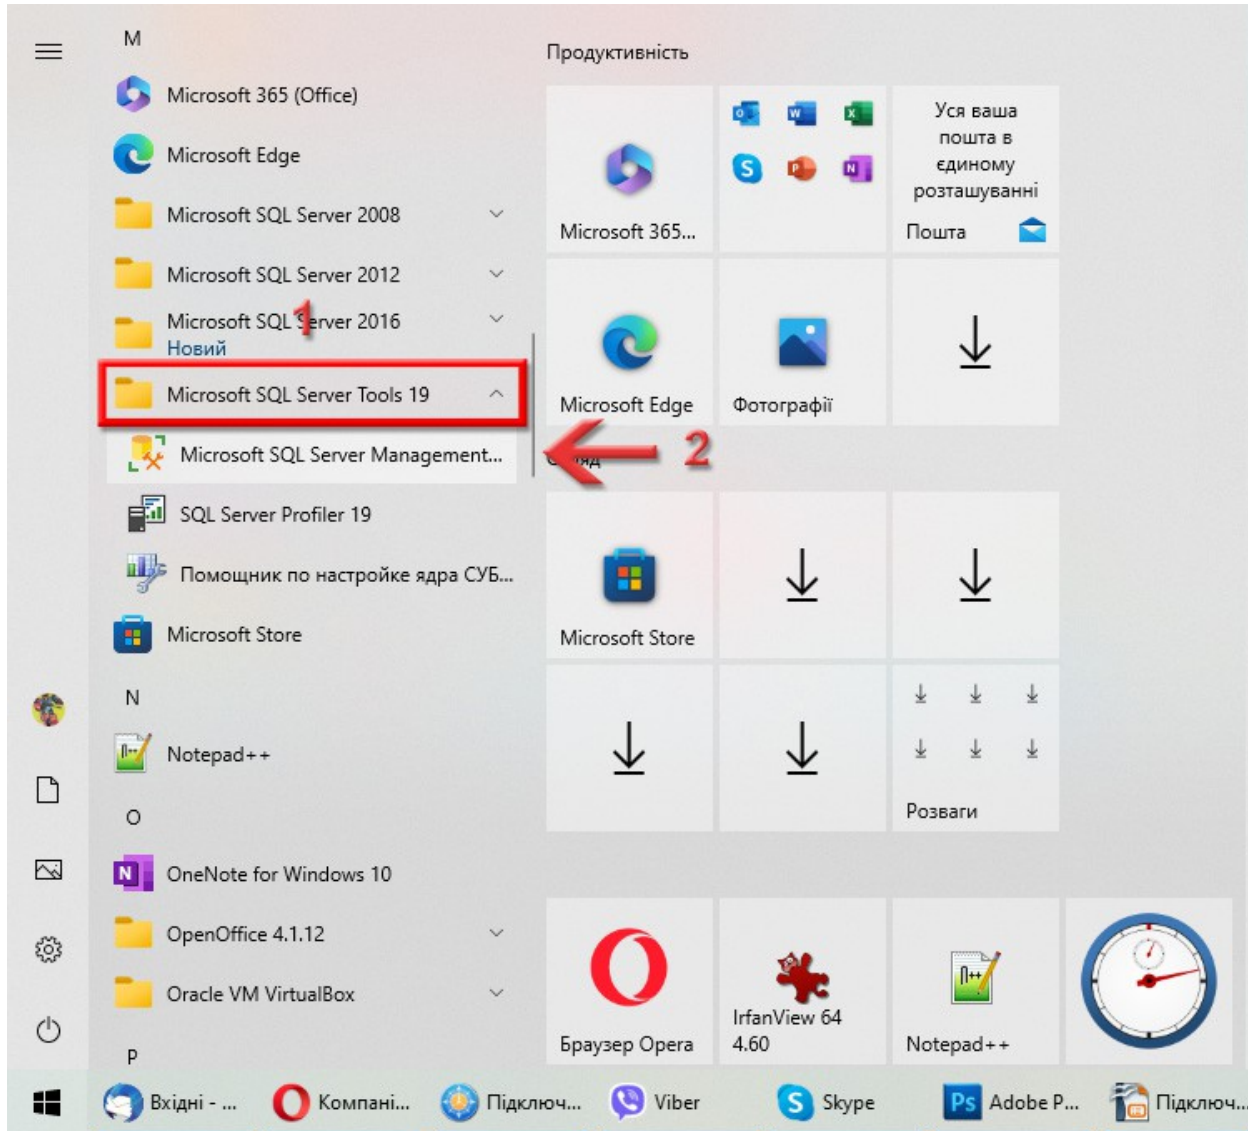 M
Microsoft 365 (Office)
Microsoft Edge
Microsoft SQL Server 2008
Microsoft SQL Server 2012
1
Microsoft SQL Server 2016
Новий
Microsoft SQL Server Tools 19
Microsoft SQL Server Management...
SQL Server Profiler 19
Помощник по настройке ядра СУБ...
Microsoft Store
N
Notepad++
O
OneNote for Windows 10
OpenOffice 4.1.12
Oracle VM VirtualBox
P
Продуктивність
Microsoft 365...
Уся ваша
пошта в
єдиному
розташуванні
Пошта
Microsoft Edge
Фотографії
2
Microsoft Store
Розваги
Браузер Opera
IrfanView 64
4.60
Notepad++
Вхідні - ...
Компані...
Підключ...
Viber
Skype
Ps
Adobe P...
Підключ...